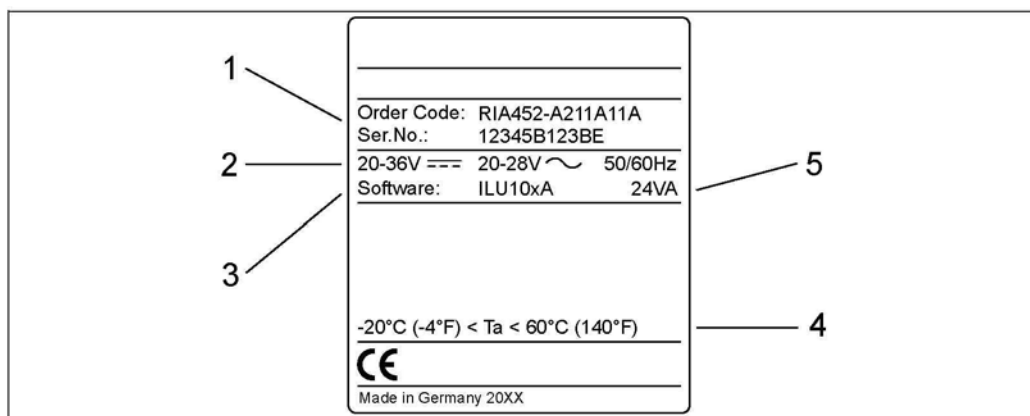 1
Order Code: RIA452-A211A11A
Ser.No.: 12345B123BE
2
20-36V ⎓ 20-28V ∼ 50/60Hz
5
Software: ILU10xA 24VA
3
-20°C (-4°F) < Ta < 60°C (140°F)
4
CE
Made in Germany 20XX